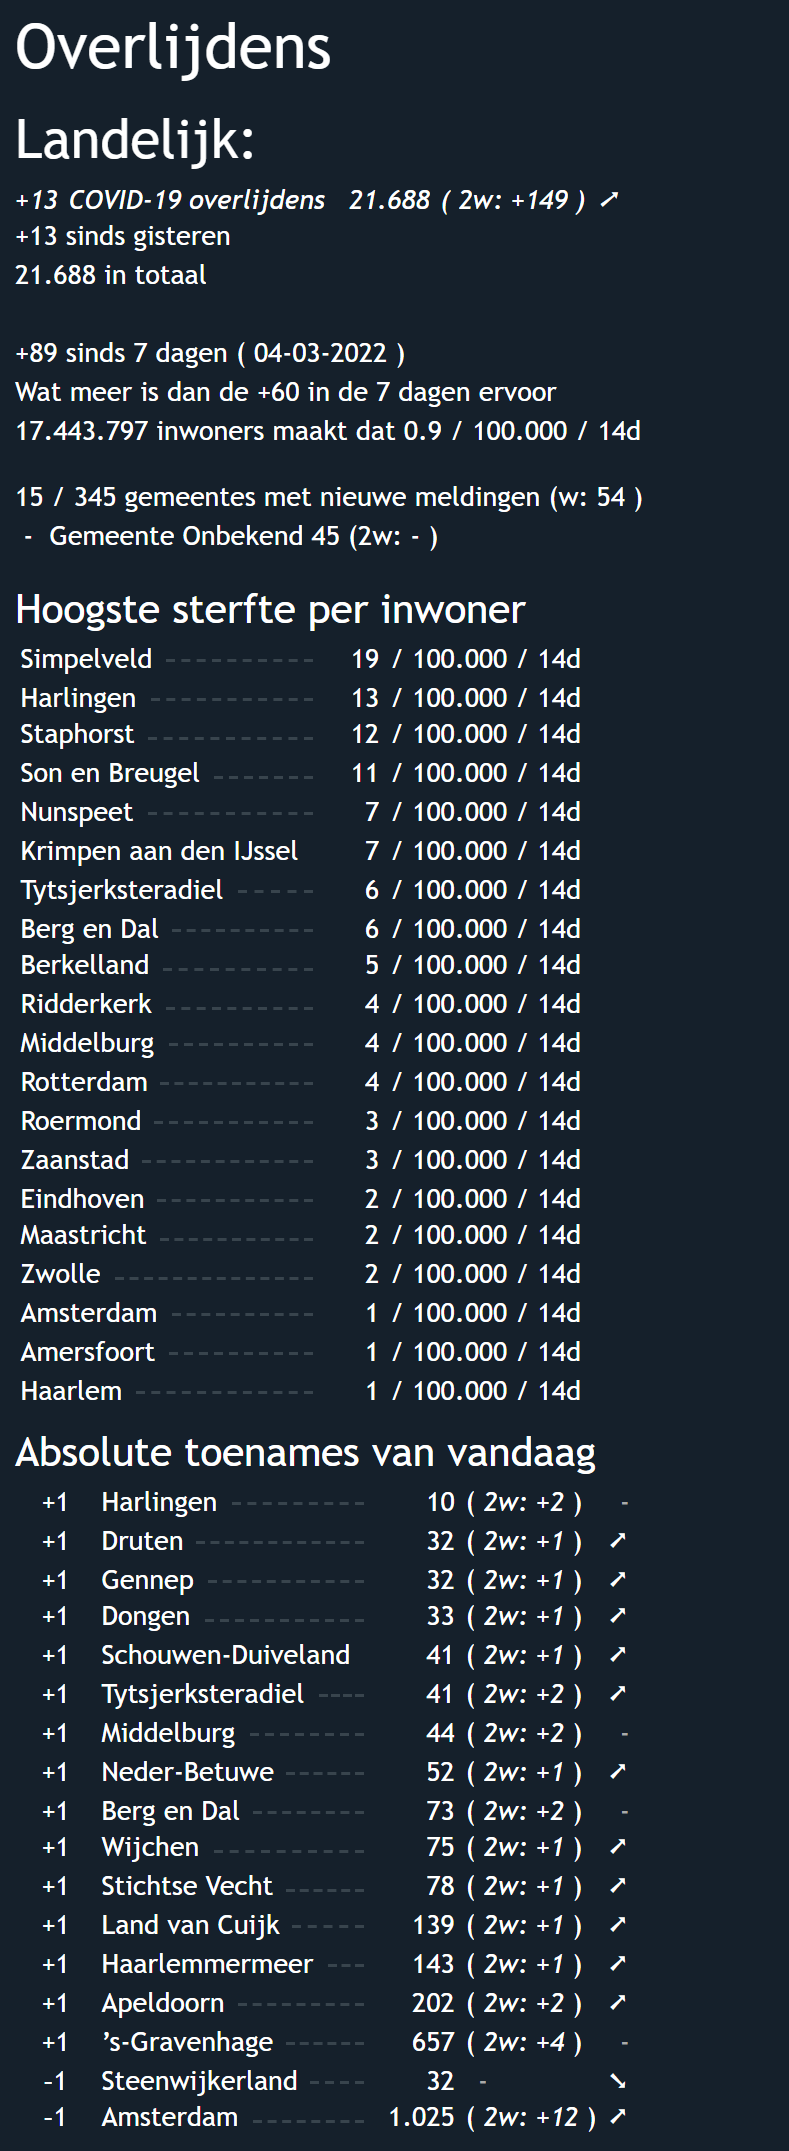 Overlijdens
Landelijk:
+13 COVID-19 overlijdens 21.688 ( 2w: +149 ) ➚
+13 sinds gisteren
21.688 in totaal
+89 sinds 7 dagen ( 04-03-2022 )
Wat meer is dan de +60 in de 7 dagen ervoor
17.443.797 inwoners maakt dat 0.9 / 100.000 / 14d
15 / 345 gemeentes met nieuwe meldingen (w: 54 )
- Gemeente Onbekend 45 (2w: - )
Hoogste sterfte per inwoner
Simpelveld ----------- 19 / 100.000 / 14d
Harlingen ------------ 13 / 100.000 / 14d
Staphorst ------------ 12 / 100.000 / 14d
Son en Breugel ------- 11 / 100.000 / 14d
Nunspeet ------------ 7 / 100.000 / 14d
Krimpen aan den IJssel 7 / 100.000 / 14d
Tytsjerksteradiel ----- 6 / 100.000 / 14d
Berg en Dal ---------- 6 / 100.000 / 14d
Berkelland ----------- 5 / 100.000 / 14d
Ridderkerk ----------- 4 / 100.000 / 14d
Middelburg ---------- 4 / 100.000 / 14d
Rotterdam ----------- 4 / 100.000 / 14d
Roermond ----------- 3 / 100.000 / 14d
Zaanstad ------------ 3 / 100.000 / 14d
Eindhoven ----------- 2 / 100.000 / 14d
Maastricht ----------- 2 / 100.000 / 14d
Zwolle -------------- 2 / 100.000 / 14d
Amsterdam ---------- 1 / 100.000 / 14d
Amersfoort ---------- 1 / 100.000 / 14d
Haarlem ------------- 1 / 100.000 / 14d
Absolute toenames van vandaag
+1 Harlingen ---------- 10 ( 2w: +2 ) -
+1 Druten ------------ 32 ( 2w: +1 ) ➚
+1 Gennep ----------- 32 ( 2w: +1 ) ➚
+1 Dongen ----------- 33 ( 2w: +1 ) ➚
+1 Schouwen-Duiveland 41 ( 2w: +1 ) ➚
+1 Tytsjerksteradiel ---- 41 ( 2w: +2 ) ➚
+1 Middelburg -------- 44 ( 2w: +2 ) -
+1 Neder-Betuwe ------ 52 ( 2w: +1 ) ➚
+1 Berg en Dal -------- 73 ( 2w: +2 ) -
+1 Wijchen ----------- 75 ( 2w: +1 ) ➚
+1 Stichtse Vecht ------ 78 ( 2w: +1 ) ➚
+1 Land van Cuijk ----- 139 ( 2w: +1 ) ➚
+1 Haarlemmermeer --- 143 ( 2w: +1 ) ➚
+1 Apeldoorn --------- 202 ( 2w: +2 ) ➚
+1 ’s-Gravenhage ------ 657 ( 2w: +4 ) -
-1 Steenwijkerland ---- 32 - ➘
-1 Amsterdam -------- 1.025 ( 2w: +12 ) ➚